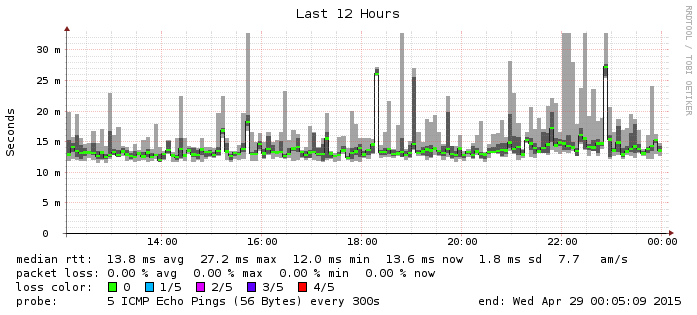 Last 12 Hours
RRDTOOL / TOBI OETIKER
Seconds
30 m
25 m
20 m
15 m
10 m
5 m
0
14:00 16:00 18:00 20:00 22:00 00:00
median rtt: 13.8 ms avg 27.2 ms max 12.0 ms min 13.6 ms now 1.8 ms sd 7.7 am/s
packet loss: 0.00 % avg 0.00 % max 0.00 % min 0.00 % now
loss color: 0 1/5 2/5 3/5 4/5
probe: 5 ICMP Echo Pings (56 Bytes) every 300s end: Wed Apr 29 00:05:09 2015